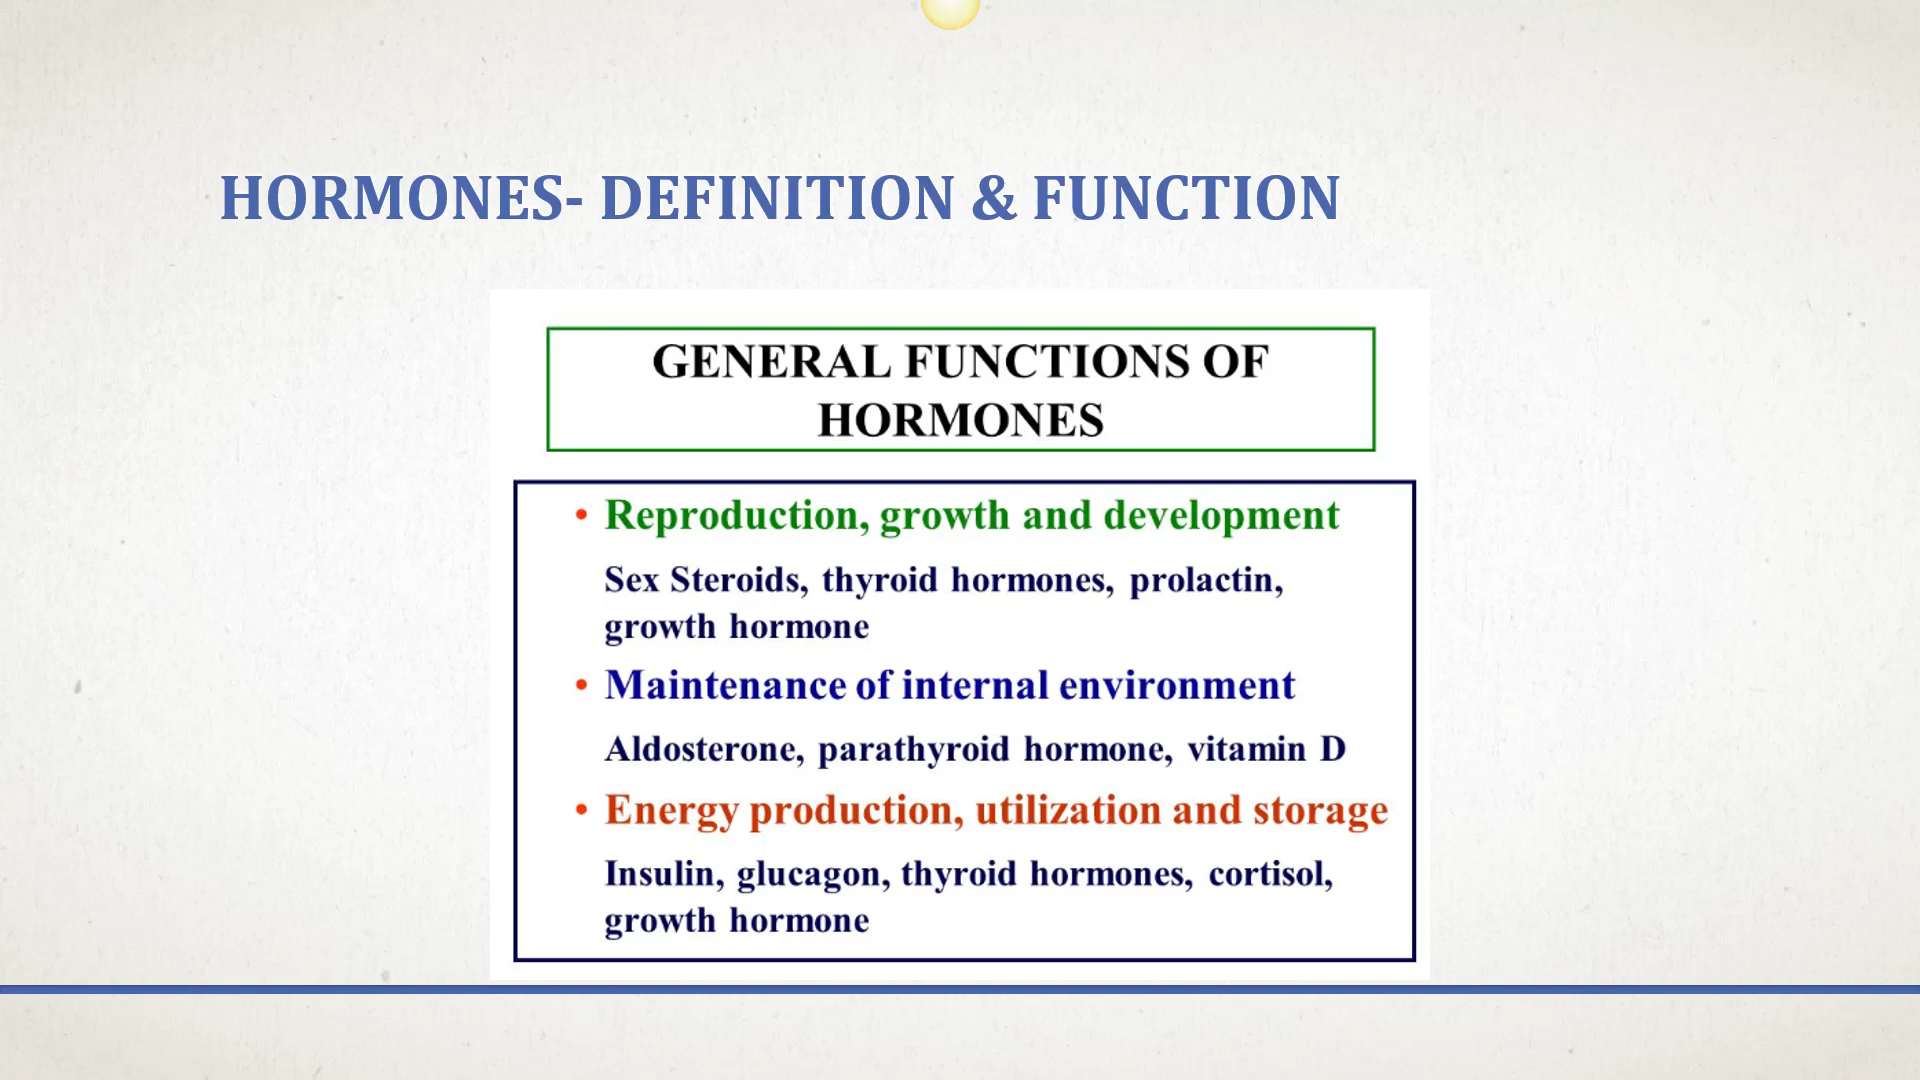 HORMONES- DEFINITION & FUNCTION
GENERAL FUNCTIONS OF
HORMONES
• Reproduction, growth and development
Sex Steroids, thyroid hormones, prolactin,
growth hormone
• Maintenance of internal environment
Aldosterone, parathyroid hormone, vitamin D
• Energy production, utilization and storage
Insulin, glucagon, thyroid hormones, cortisol,
growth hormone